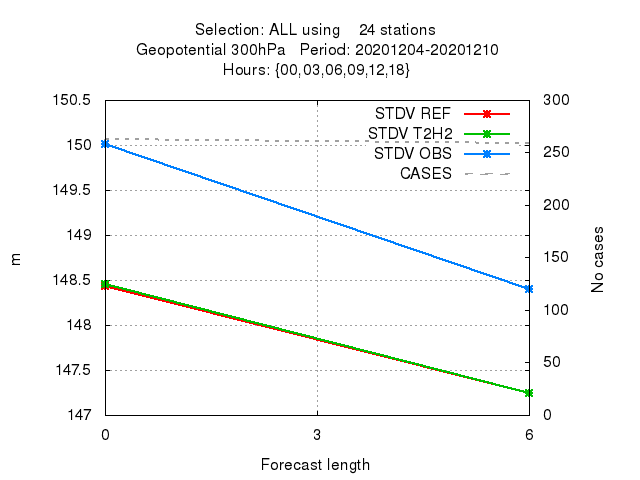 Selection: ALL using    24 stations
Geopotential 300hPa   Period: 20201204-20201210
Hours: {00,03,06,09,12,18}
STDV REF
STDV T2H2
STDV OBS
CASES
150.5
150
149.5
149
148.5
148
147.5
147
m
300
250
200
150
100
50
0
No cases
0 3 6
Forecast length